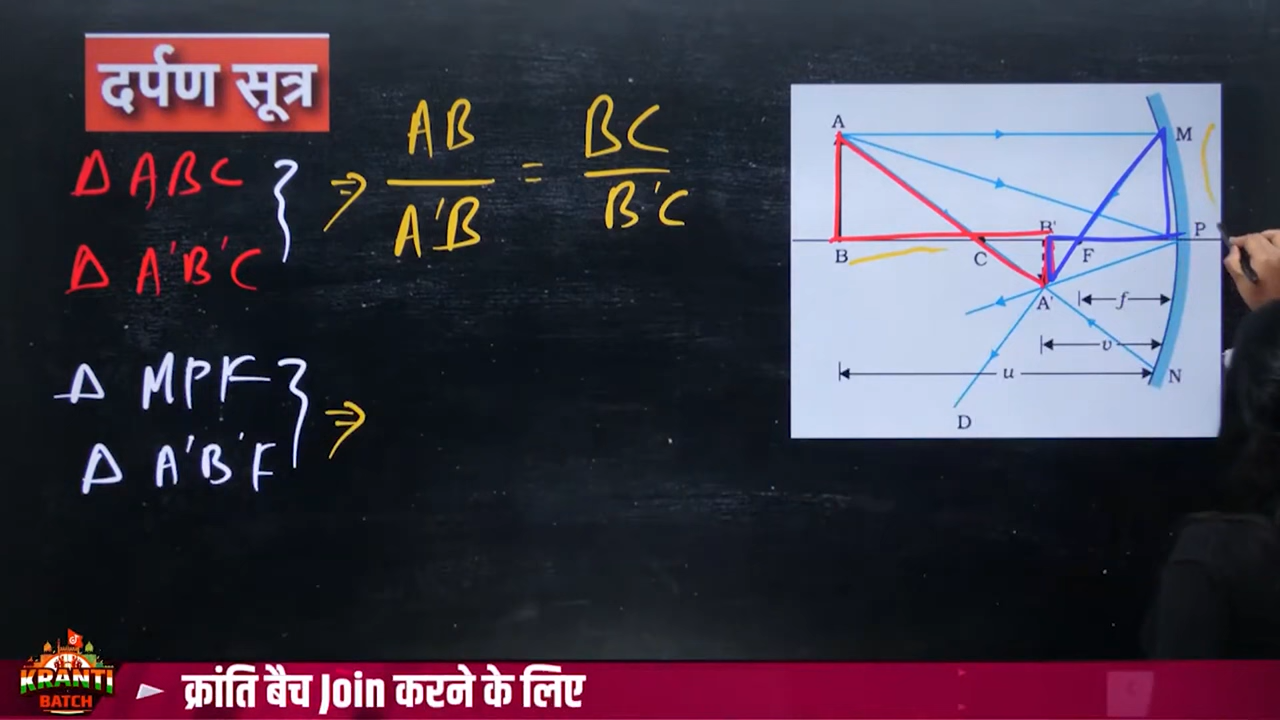 दर्पण सूत्र
Δ ABC
Δ A'B'C
} ⇒ AB/A'B = BC/B'C
Δ MPF
Δ A'B'F
} ⇒
A
M
B
C
B'
F
P
A'
f
v
u
N
D
KRANTI
BATCH
क्रांति बैच Join करने के लिए